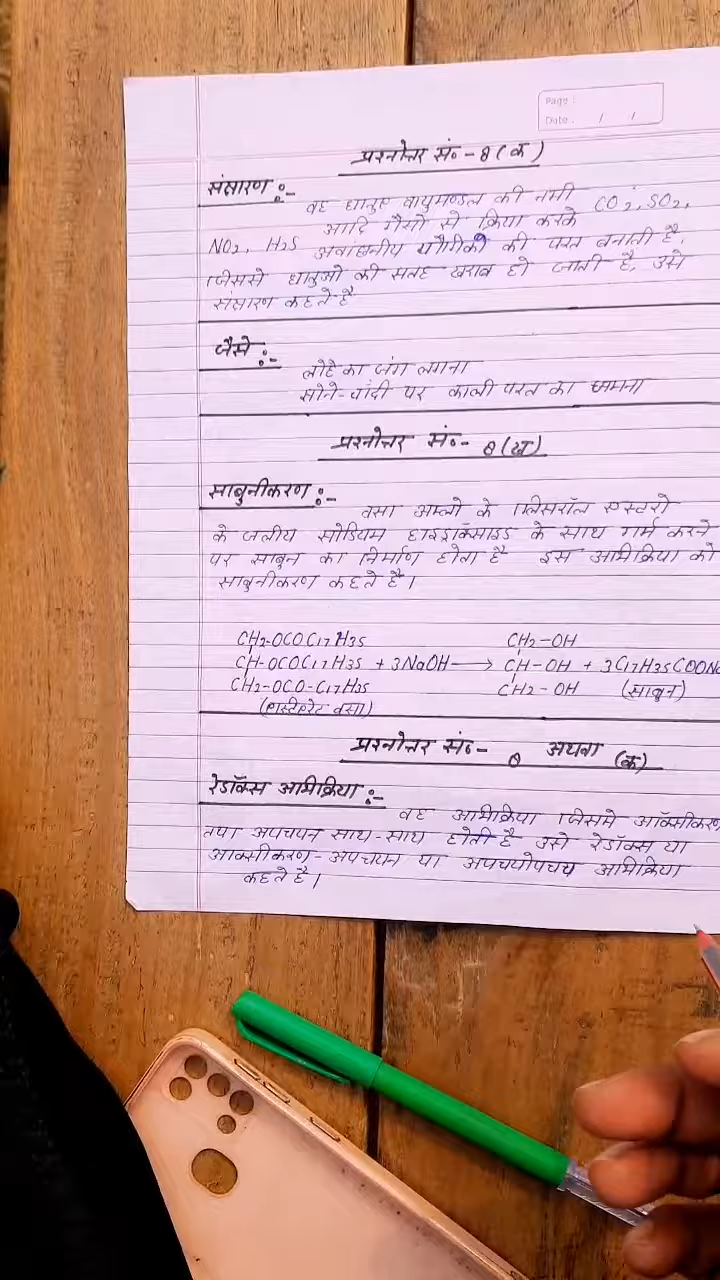 Page :
Date : / /
प्रश्नोत्तर सं०-8(क)
संक्षारण :-
वह धातुएं वायुमण्डल की नमी CO2, SO2,
NO2, H2S आदि गैसो से क्रिया करके
अवांछनीय यौगिको की परत बनाती है,
जिससे धातुओ की सतह खराब हो जाती है, उसे
संक्षारण कहते है
जैसे :-
लोहे का जंग लगना
सोने-चांदी पर काली परत का जमना
प्रश्नोत्तर सं०- 8(ख)
साबुनीकरण :-
वसा अम्लो के ग्लिसरॉल एस्टरो
के जलीय सोडियम हाइड्रॉक्साइड के साथ गर्म करने
पर साबुन का निर्माण होता है इस अभिक्रिया को
साबुनीकरण कहते है।
CH2-OCOC17H35 CH2-OH
CH-OCOC17H35 + 3NaOH → CH-OH + 3C17H35COONa
CH2-OCO-C17H35 CH2-OH (साबुन)
प्रश्नोत्तर सं०- 8 अथवा (क)
रेडॉक्स अभिक्रिया :-
वह अभिक्रिया जिसमे ऑक्सीकरण
तथा अपचयन साथ-साथ होती है उसे रेडॉक्स या
आक्सीकरण-अपचयन या अपचयोपचय अभिक्रिया
कहते है।